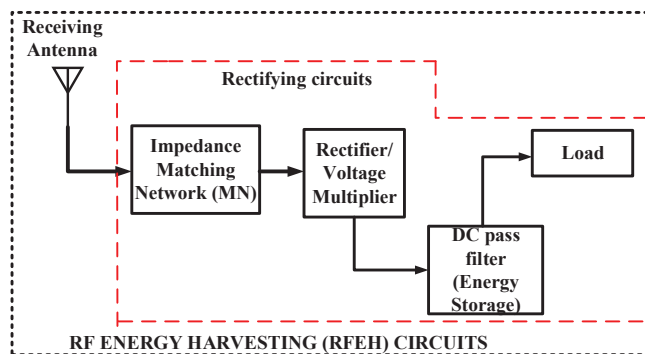 Receiving
Antenna
Rectifying circuits
Impedance
Matching
Network (MN)
Rectifier/
Voltage
Multiplier
Load
DC pass
filter
(Energy
Storage)
RF ENERGY HARVESTING (RFEH) CIRCUITS